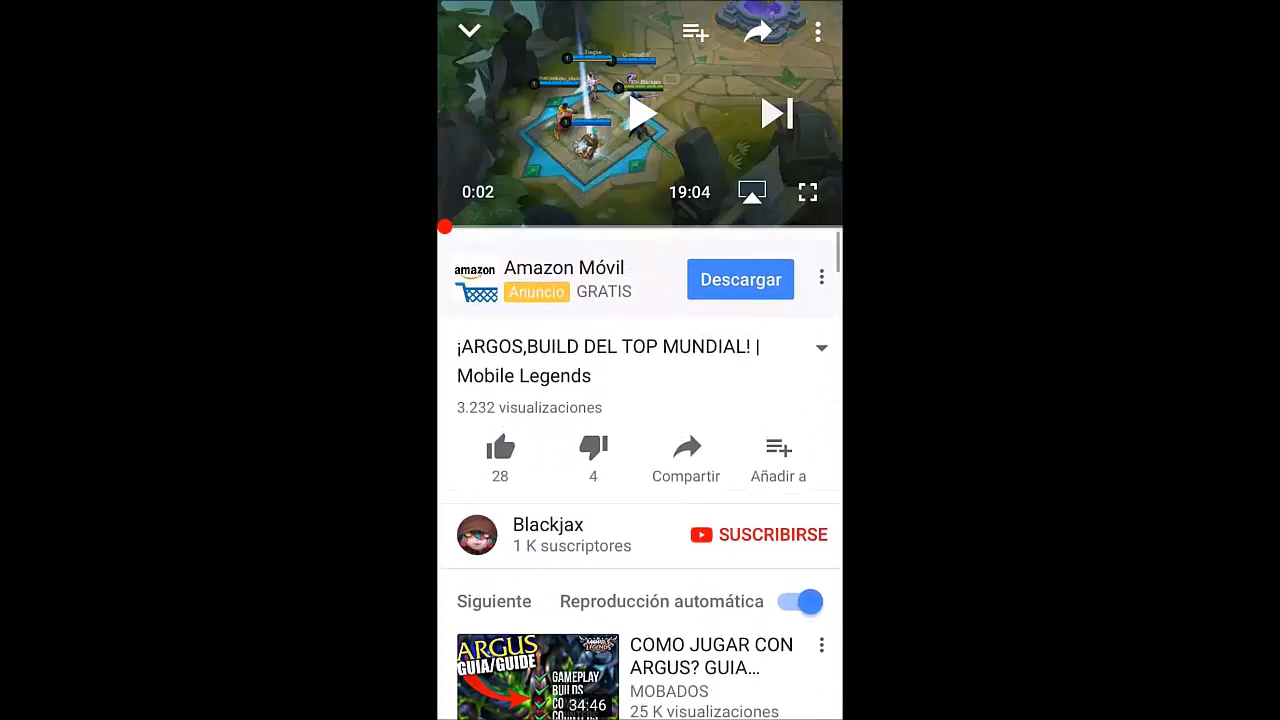 Blackjax
0:02
19:04
amazon
Amazon Móvil
Anuncio GRATIS
Descargar
¡ARGOS,BUILD DEL TOP MUNDIAL! |
Mobile Legends
3.232 visualizaciones
28
4
Compartir
Añadir a
Blackjax
1 K suscriptores
SUSCRIBIRSE
Siguiente
Reproducción automática
ARGUS
GUIA/GUIDE
LEGENDS
GAMEPLAY
BUILDS
34:46
COMO JUGAR CON
ARGUS? GUIA...
MOBADOS
25 K visualizaciones